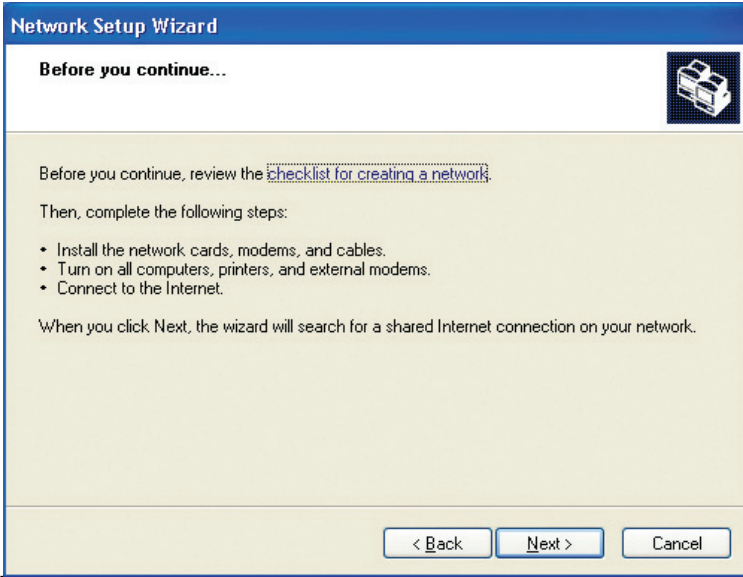 Network Setup Wizard
Before you continue...
Before you continue, review the checklist for creating a network.
Then, complete the following steps:
• Install the network cards, modems, and cables.
• Turn on all computers, printers, and external modems.
• Connect to the Internet.
When you click Next, the wizard will search for a shared Internet connection on your network.
< Back Next > Cancel